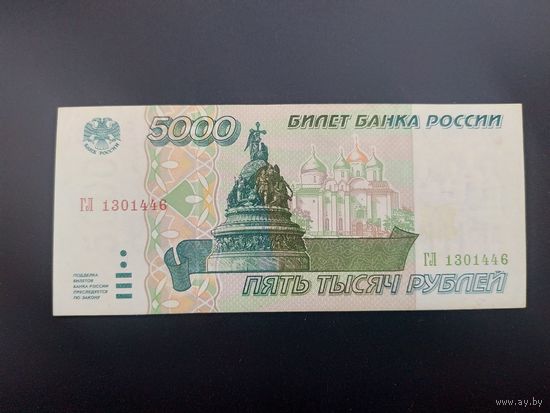 5000
БИЛЕТ БАНКА РОССИИ
БАНК РОССИИ
ГЛ 1301446
ГЛ 1301446
ПОДДЕЛКА
БИЛЕТОВ
БАНКА РОССИИ
ПРЕСЛЕДУЕТСЯ
ПО ЗАКОНУ
ПЯТЬ ТЫСЯЧ РУБЛЕЙ
www.ay.by